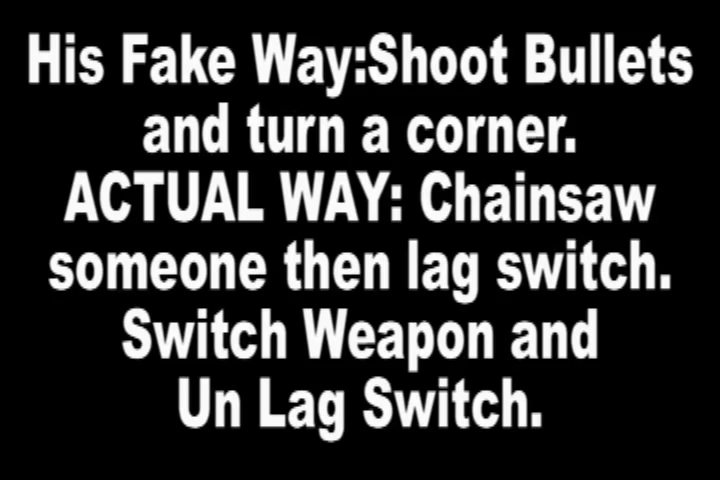 His Fake Way:Shoot Bullets
and turn a corner.
ACTUAL WAY: Chainsaw
someone then lag switch.
Switch Weapon and
Un Lag Switch.